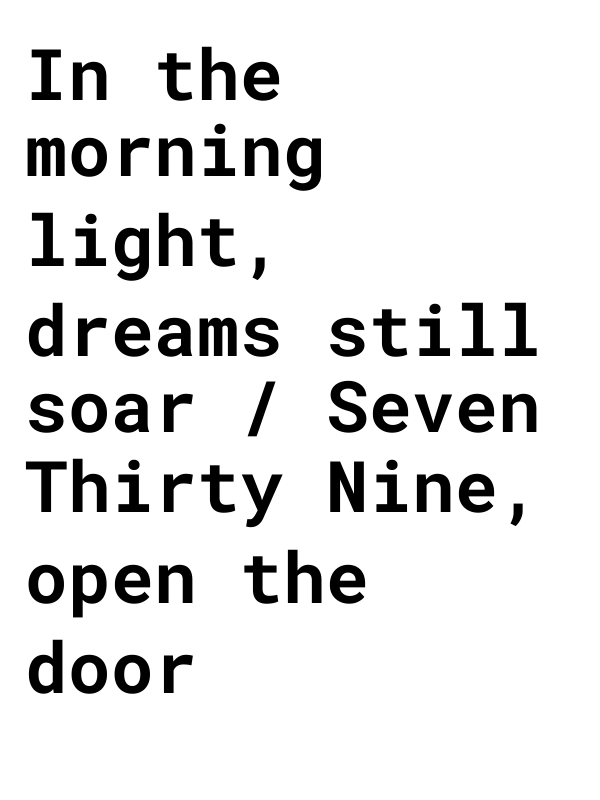 In the
morning
light,
dreams still
soar / Seven
Thirty Nine,
open the
door